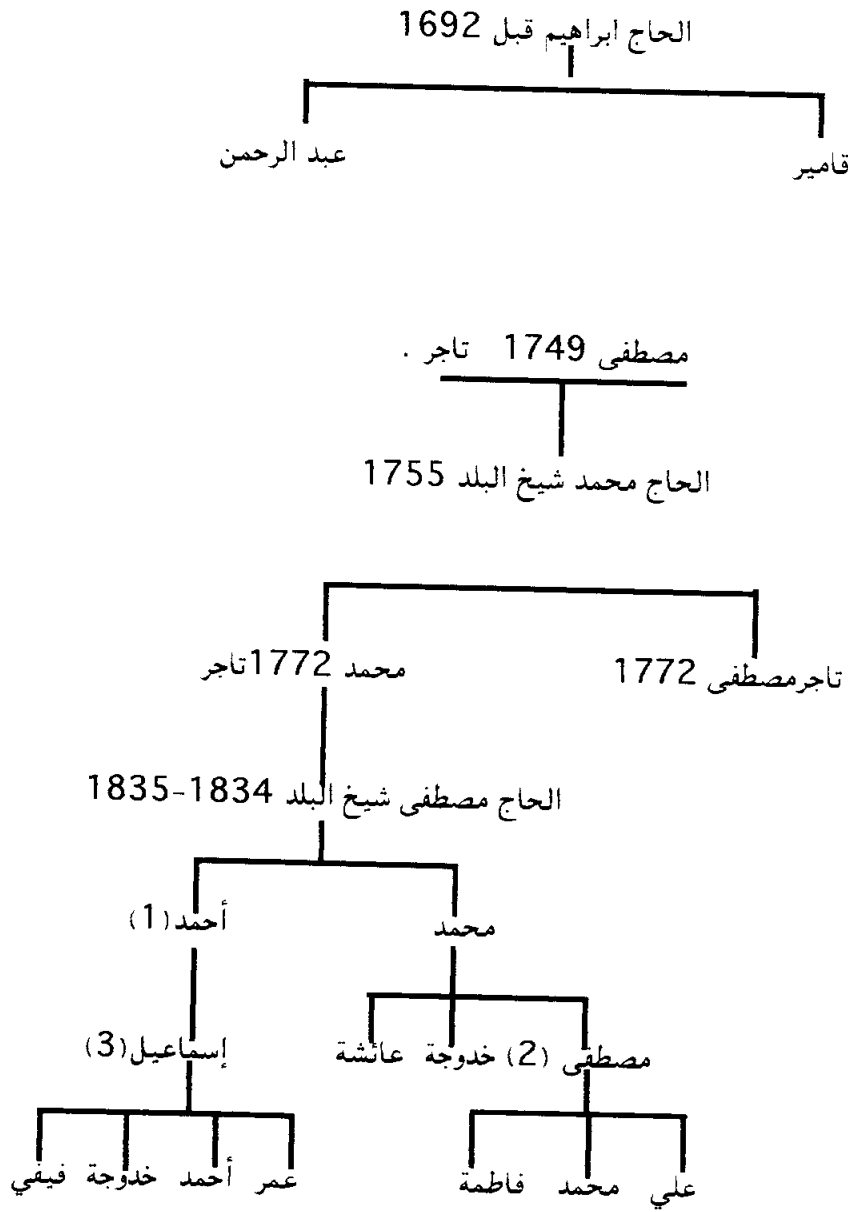 الحاج ابراهيم قبل 1692
قامير عبد الرحمن
مصطفى 1749 تاجر .
الحاج محمد شيخ البلد 1755
تاجرمصطفى 1772 محمد 1772تاجر
الحاج مصطفى شيخ البلد 1834-1835
محمد أحمد(1)
مصطفى (2) خدوجة عائشة إسماعيل(3)
علي محمد فاطمة عمر أحمد خدوجة فيفي